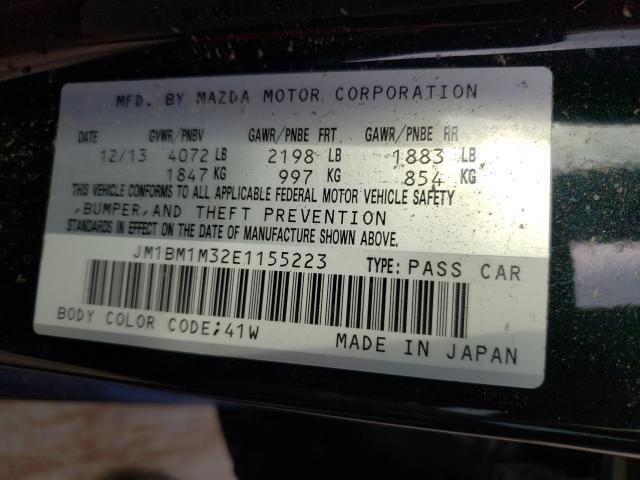 MFD. BY MAZDA MOTOR CORPORATION
DATE GVWR/PNBV GAWR/PNBE FRT. GAWR/PNBE RR
12/13 4072 LB 2198 LB 1883 LB
1847 KG 997 KG 854 KG
THIS VEHICLE CONFORMS TO ALL APPLICABLE FEDERAL MOTOR VEHICLE SAFETY
,BUMPER,AND THEFT PREVENTION
STANDARDS IN EFFECT ON THE DATE OF MANUFACTURE SHOWN ABOVE.
JM1BM1M32E1155223 TYPE: PASS CAR
BODY COLOR CODE;41W
MADE IN JAPAN